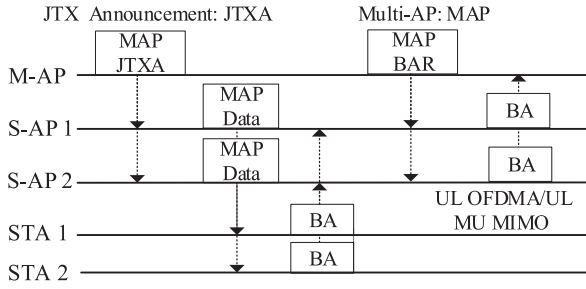 JTX Announcement: JTXA
Multi-AP: MAP
MAP
JTXA
MAP
BAR
M-AP
MAP
Data
BA
S-AP 1
MAP
Data
BA
S-AP 2
UL OFDMA/UL
MU MIMO
BA
STA 1
BA
STA 2